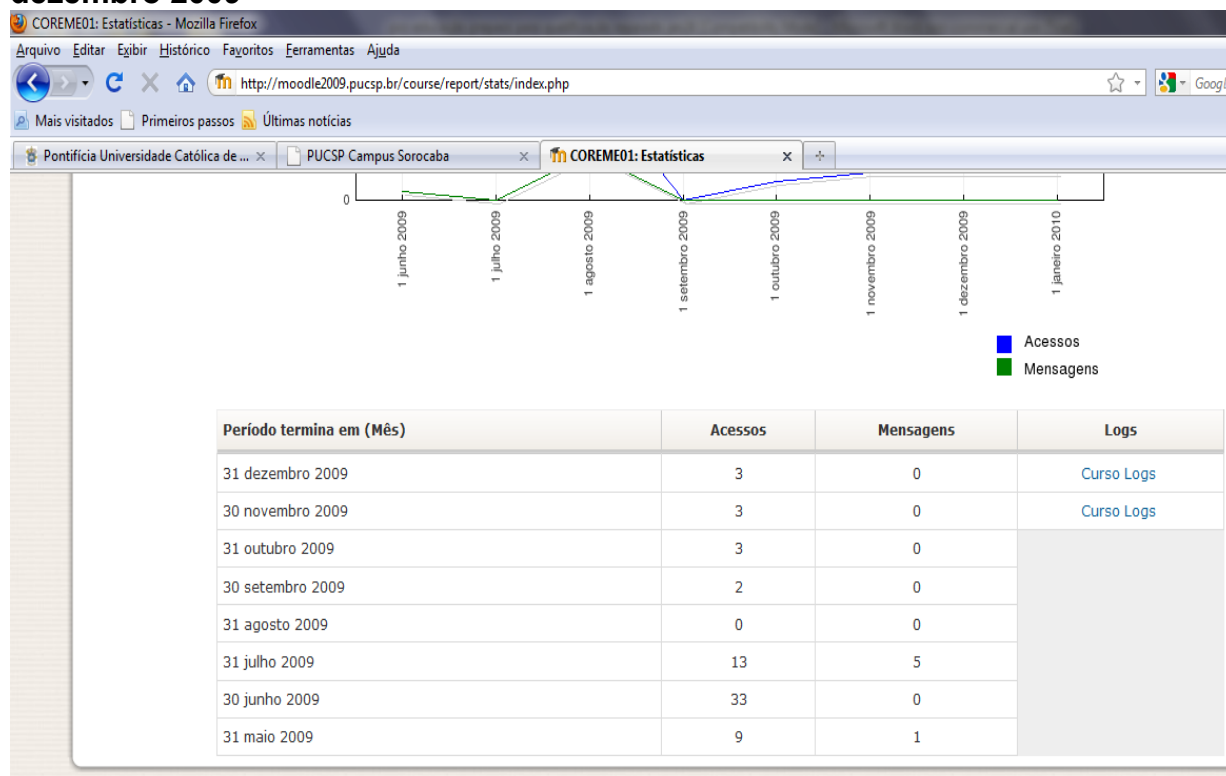 dezembro 2009
COREME01: Estatísticas - Mozilla Firefox
Arquivo Editar Exibir Histórico Favoritos Ferramentas Ajuda
http://moodle2009.pucsp.br/course/report/stats/index.php
Mais visitados Primeiros passos Últimas notícias
Pontifícia Universidade Católica de ... PUCSP Campus Sorocaba COREME01: Estatísticas
0
1 junho 2009 1 julho 2009 1 agosto 2009 1 setembro 2009 1 outubro 2009 1 novembro 2009 1 dezembro 2009 1 janeiro 2010
Acessos
Mensagens
Período termina em (Mês) Acessos Mensagens Logs
31 dezembro 2009 3 0 Curso Logs
30 novembro 2009 3 0 Curso Logs
31 outubro 2009 3 0
30 setembro 2009 2 0
31 agosto 2009 0 0
31 julho 2009 13 5
30 junho 2009 33 0
31 maio 2009 9 1